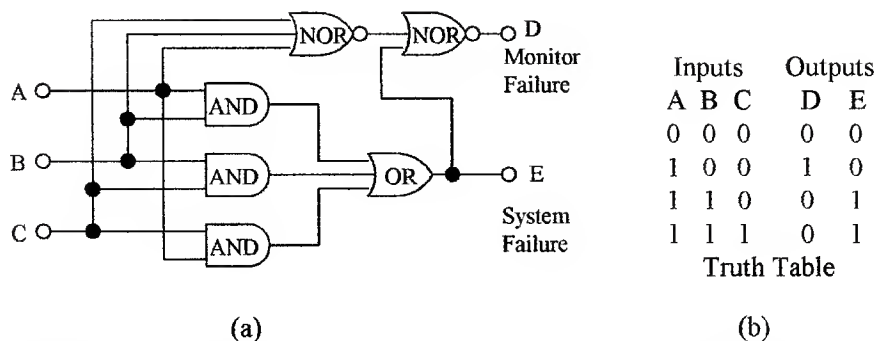 NOR NOR D
Monitor
Failure
A AND
B AND OR E
System
Failure
C AND
(a)
Inputs Outputs
A B C D E
0 0 0 0 0
1 0 0 1 0
1 1 0 0 1
1 1 1 0 1
Truth Table
(b)